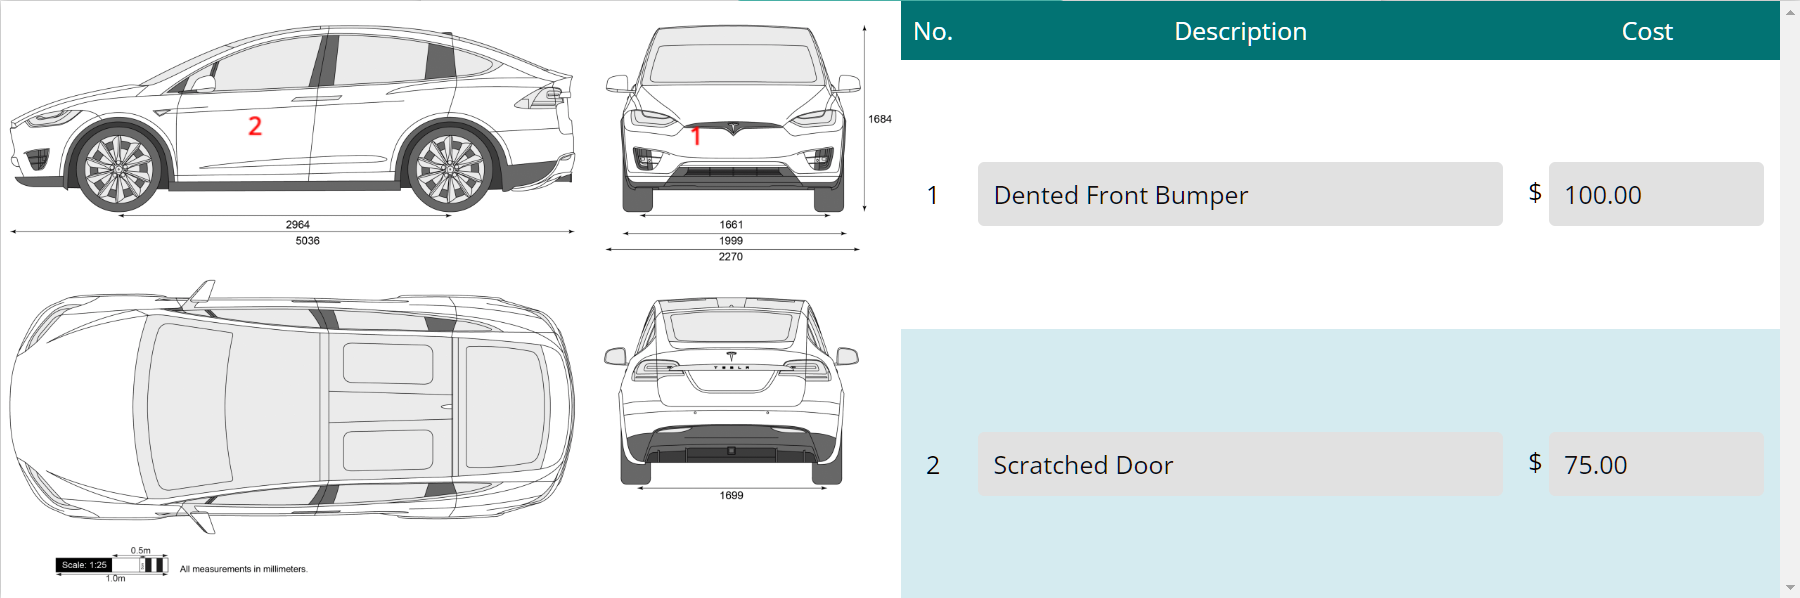 2
2964
5036
1
1684
1661
1999
2270
TESLA
1699
0.5m
Scale: 1:25
1.0m
All measurements in millimeters.
No. Description Cost
1 Dented Front Bumper $ 100.00
2 Scratched Door $ 75.00